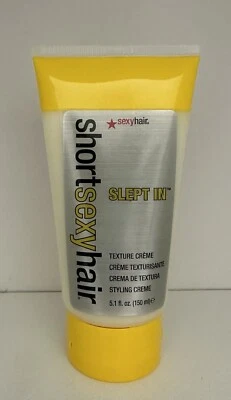 ★sexyhair.
shortsexyhair.
SLEPT IN™
TEXTURE CRÈME
CRÈME TEXTURISANTE
CREMA DE TEXTURA
STYLING CREME
5.1 fl. oz. (150 ml) ℮